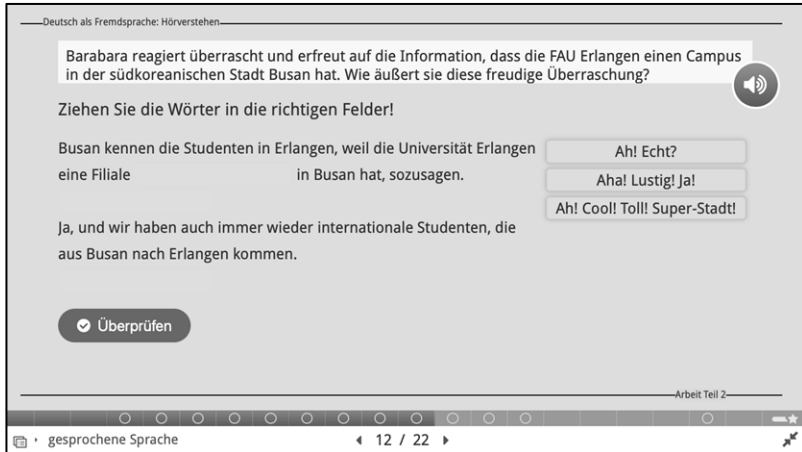 Deutsch als Fremdsprache: Hörverstehen
Barabara reagiert überrascht und erfreut auf die Information, dass die FAU Erlangen einen Campus
in der südkoreanischen Stadt Busan hat. Wie äußert sie diese freudige Überraschung?
Ziehen Sie die Wörter in die richtigen Felder!
Busan kennen die Studenten in Erlangen, weil die Universität Erlangen
eine Filiale in Busan hat, sozusagen.
Ja, und wir haben auch immer wieder internationale Studenten, die
aus Busan nach Erlangen kommen.
Ah! Echt?
Aha! Lustig! Ja!
Ah! Cool! Toll! Super-Stadt!
Überprüfen
Arbeit Teil 2
gesprochene Sprache
12 / 22